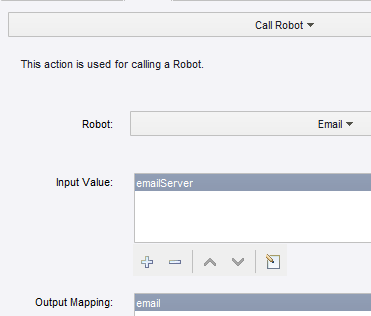 Call Robot
This action is used for calling a Robot.
Robot:
Email
Input Value:
emailServer
Output Mapping:
email